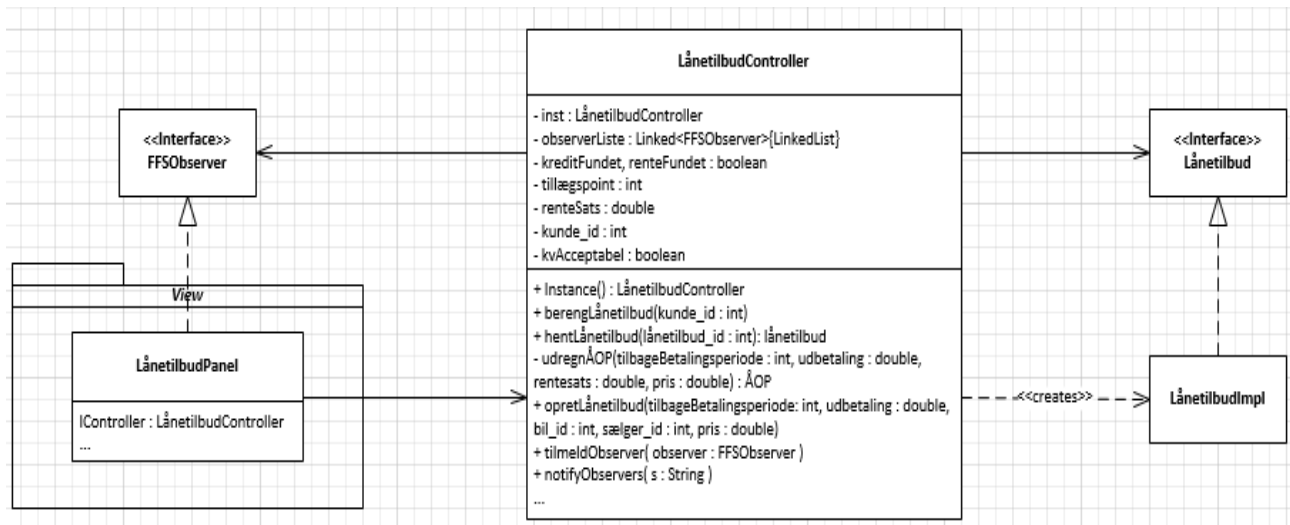 LånetilbudController
- inst : LånetilbudController
- observerListe : Linked<FFSObserver>{LinkedList}
- kreditFundet, renteFundet : boolean
- tillægspoint : int
- renteSats : double
- kunde_id : int
- kvAcceptabel : boolean
+ Instance() : LånetilbudController
+ berengLånetilbud(kunde_id : int)
+ hentLånetilbud(lånetilbud_id : int): lånetilbud
- udregnÅOP(tilbageBetalingsperiode : int, udbetaling : double,
rentesats : double, pris : double) : ÅOP
+ opretLånetilbud(tilbageBetalingsperiode: int, udbetaling : double,
bil_id : int, sælger_id : int, pris : double)
+ tilmeldObserver( observer : FFSObserver )
+ notifyObservers( s : String )
...
<<Interface>>
FFSObserver
View
LånetilbudPanel
lController : LånetilbudController
...
<<Interface>>
Lånetilbud
<<creates>>
LånetilbudImpl